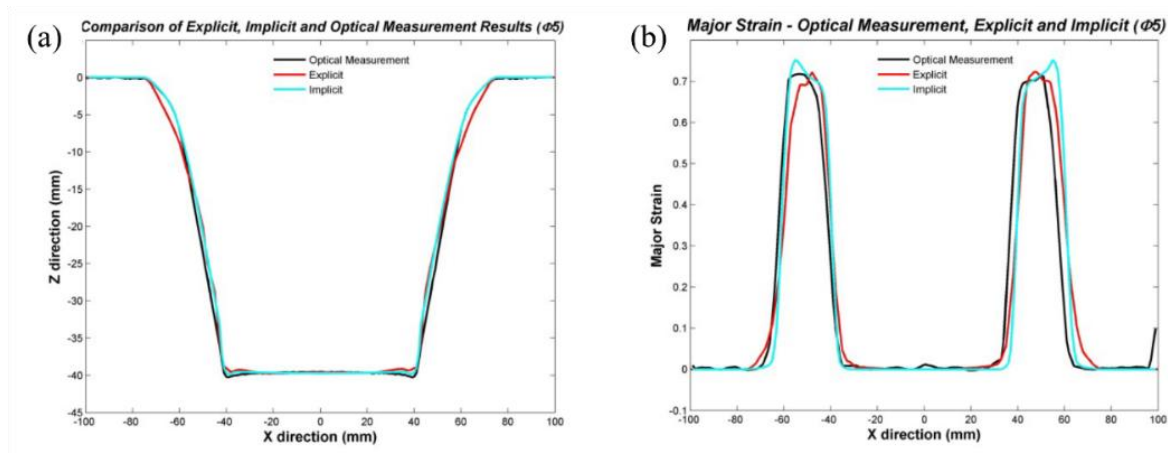 (a)
Comparison of Explicit, Implicit and Optical Measurement Results (Φ5)
Optical Measurement
Explicit
Implicit
0
-5
-10
-15
-20
-25
-30
-35
-40
-45
Z direction (mm)
-100 -80 -60 -40 -20 0 20 40 60 80 100
X direction (mm)
(b)
Major Strain - Optical Measurement, Explicit and Implicit (Φ5)
Optical Measurement
Explicit
Implicit
0.7
0.6
0.5
0.4
0.3
0.2
0.1
0
-0.1
Major Strain
-100 -80 -60 -40 -20 0 20 40 60 80 100
X direction (mm)